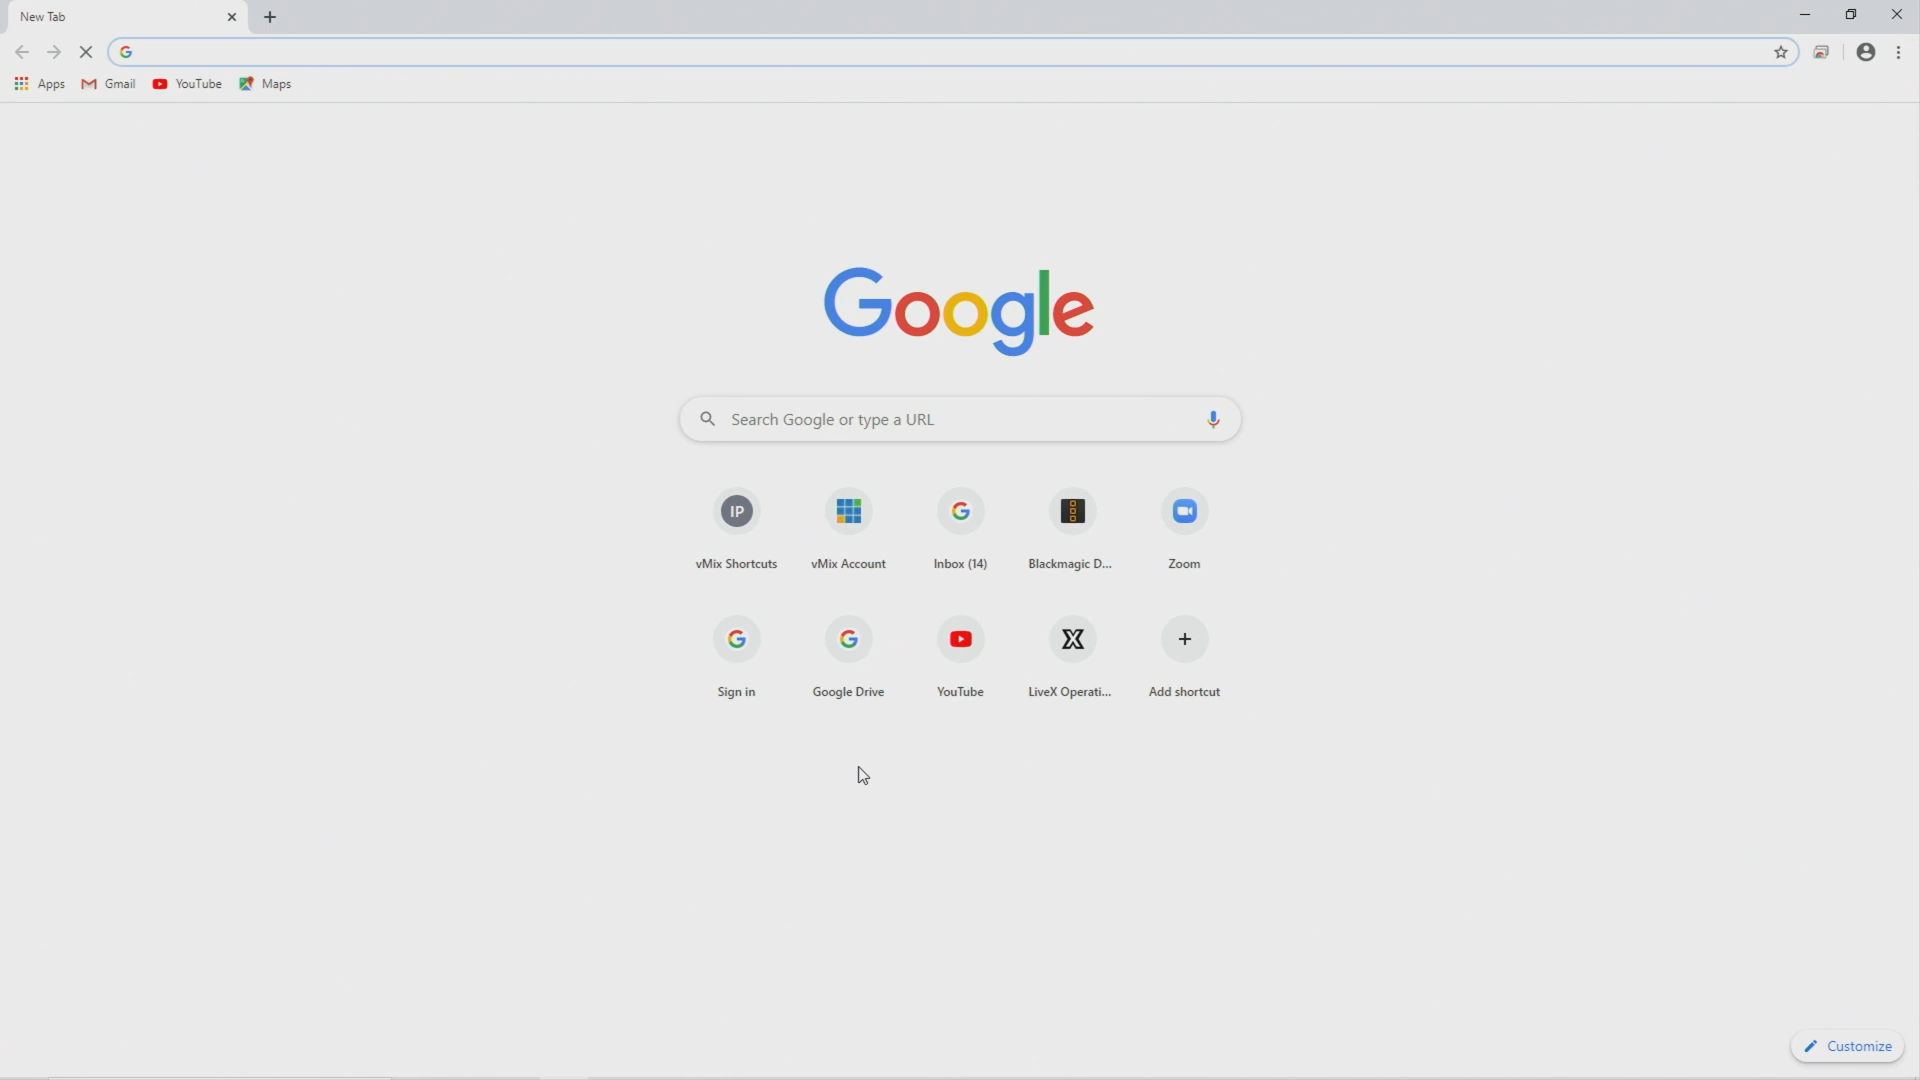 New Tab
Apps Gmail YouTube Maps
Google
Search Google or type a URL
IP
vMix Shortcuts vMix Account Inbox (14) Blackmagic D... Zoom
Sign in Google Drive YouTube LiveX Operati... Add shortcut
Customize